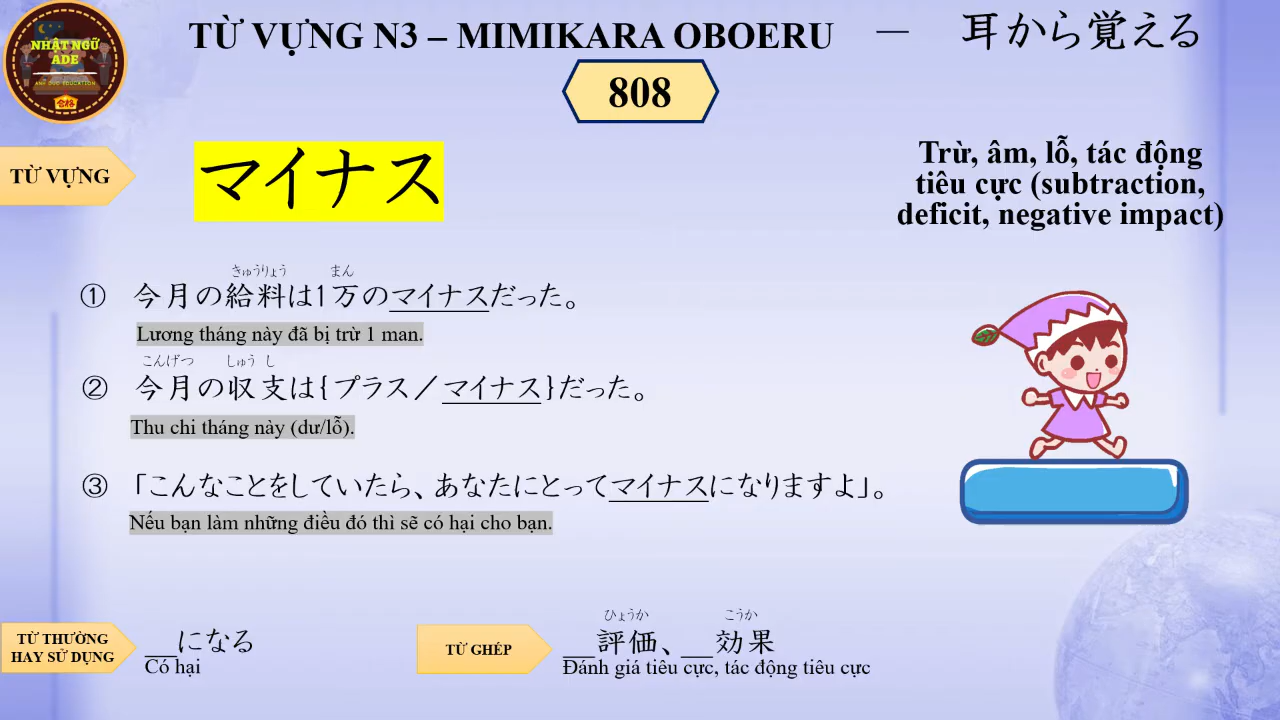 NHẬT NGỮ
ADE
ANH DUC EDUCATION
合格
TỪ VỰNG N3 – MIMIKARA OBOERU — 耳から覚える
808
TỪ VỰNG
マイナス
Trừ, âm, lỗ, tác động
tiêu cực (subtraction,
deficit, negative impact)
きゅうりょう まん
① 今月の給料は1万のマイナスだった。
Lương tháng này đã bị trừ 1 man.
こんげつ しゅう し
② 今月の収支は{プラス／マイナス}だった。
Thu chi tháng này (dư/lỗ).
③ 「こんなことをしていたら、あなたにとってマイナスになりますよ」。
Nếu bạn làm những điều đó thì sẽ có hại cho bạn.
TỪ THƯỜNG
HAY SỬ DỤNG
__になる
Có hại
TỪ GHÉP
ひょうか こうか
__評価、__効果
Đánh giá tiêu cực, tác động tiêu cực